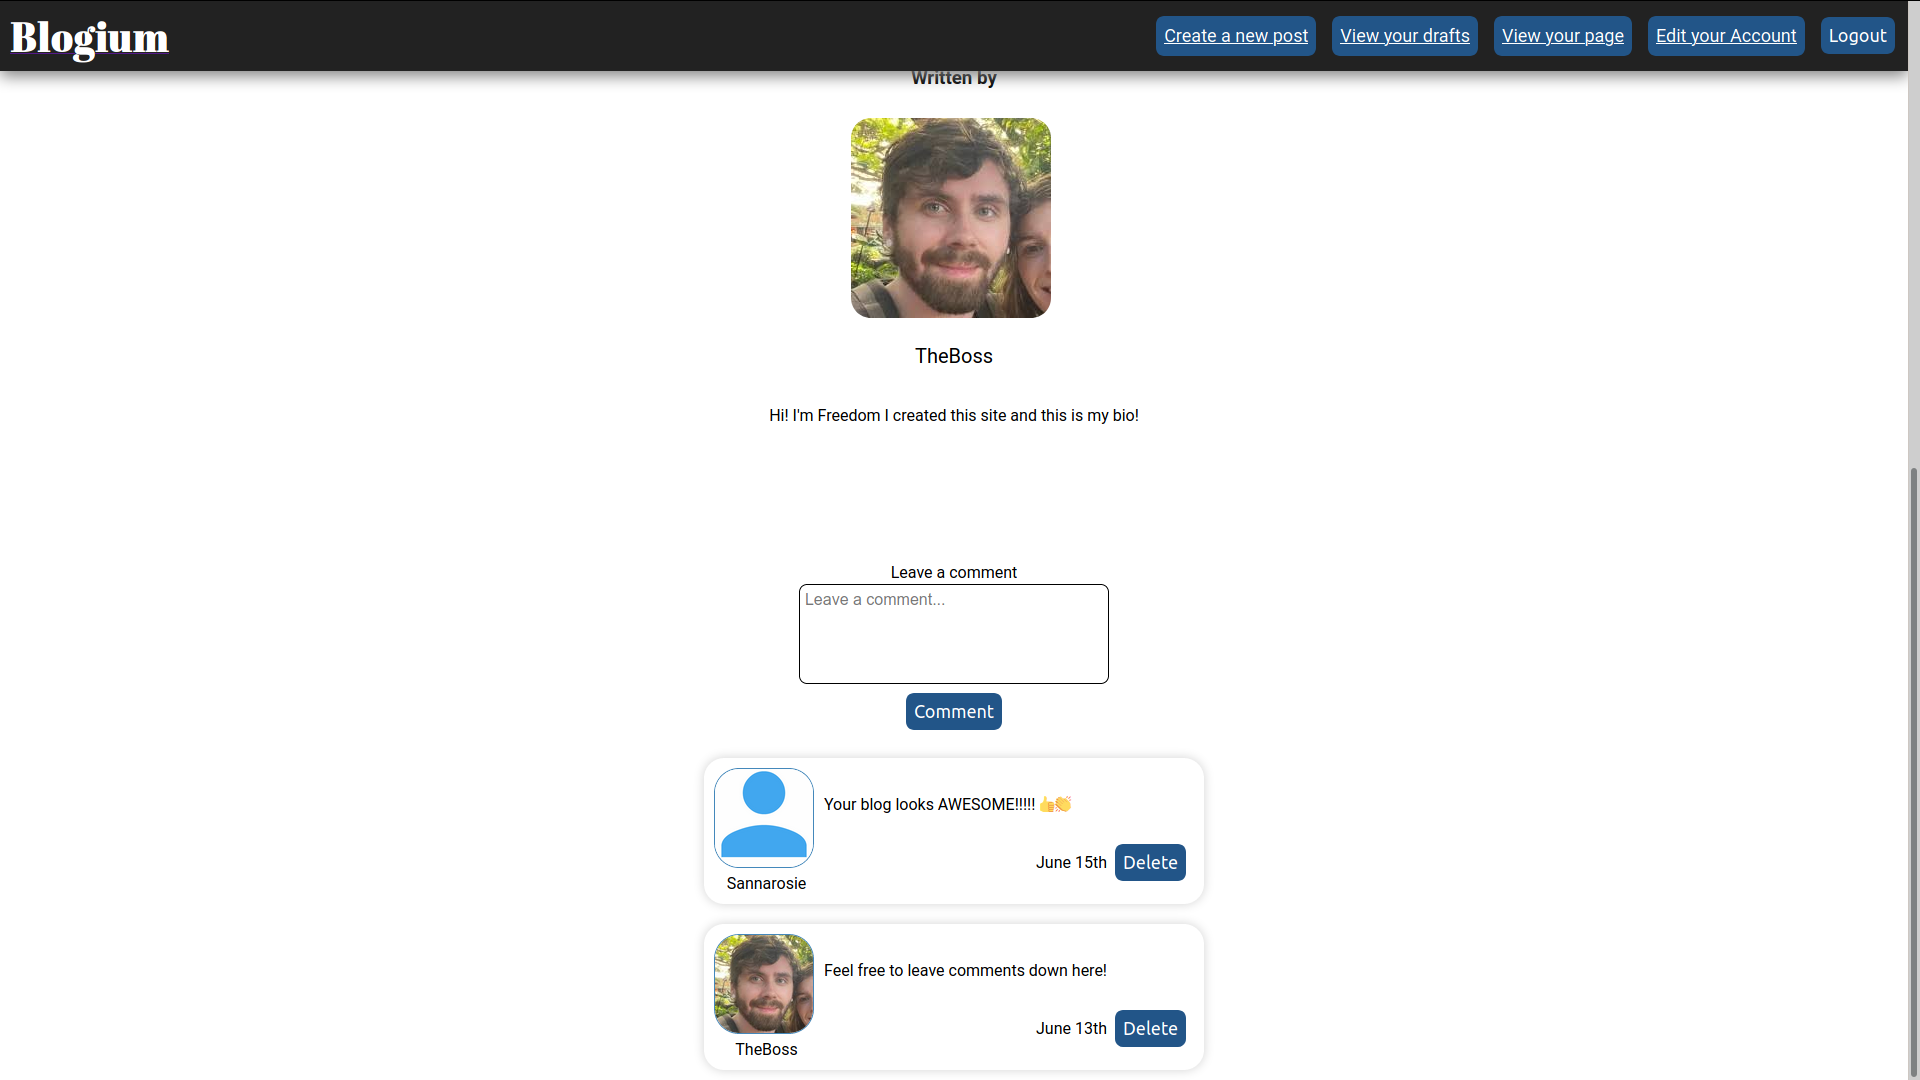 Blogium
Create a new post
View your drafts
View your page
Edit your Account
Logout
Written by
TheBoss
Hi! I'm Freedom I created this site and this is my bio!
Leave a comment
Leave a comment...
Comment
Your blog looks AWESOME!!!!! 👍👏
June 15th
Delete
Sannarosie
Feel free to leave comments down here!
June 13th
Delete
TheBoss